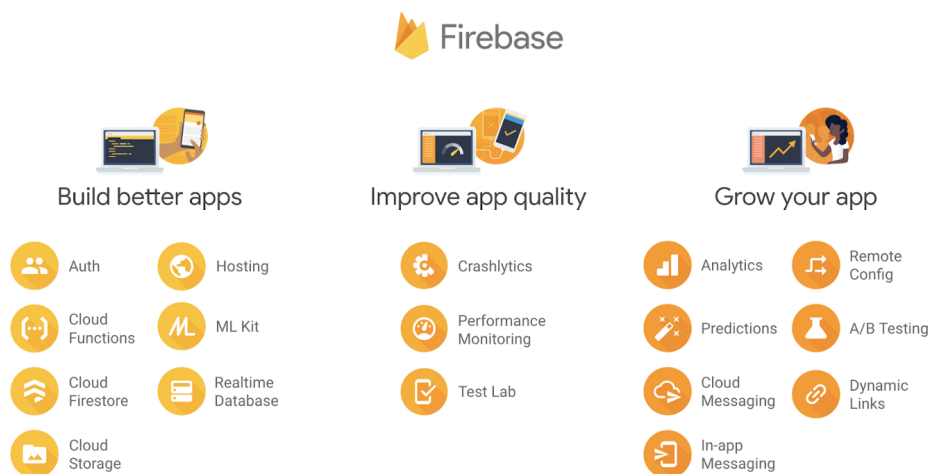 Firebase
Build better apps
Improve app quality
Grow your app
Auth
Hosting
Cloud
Functions
ML Kit
Cloud
Firestore
Realtime
Database
Cloud
Storage
Crashlytics
Performance
Monitoring
Test Lab
Analytics
Remote
Config
Predictions
A/B Testing
Cloud
Messaging
Dynamic
Links
In-app
Messaging